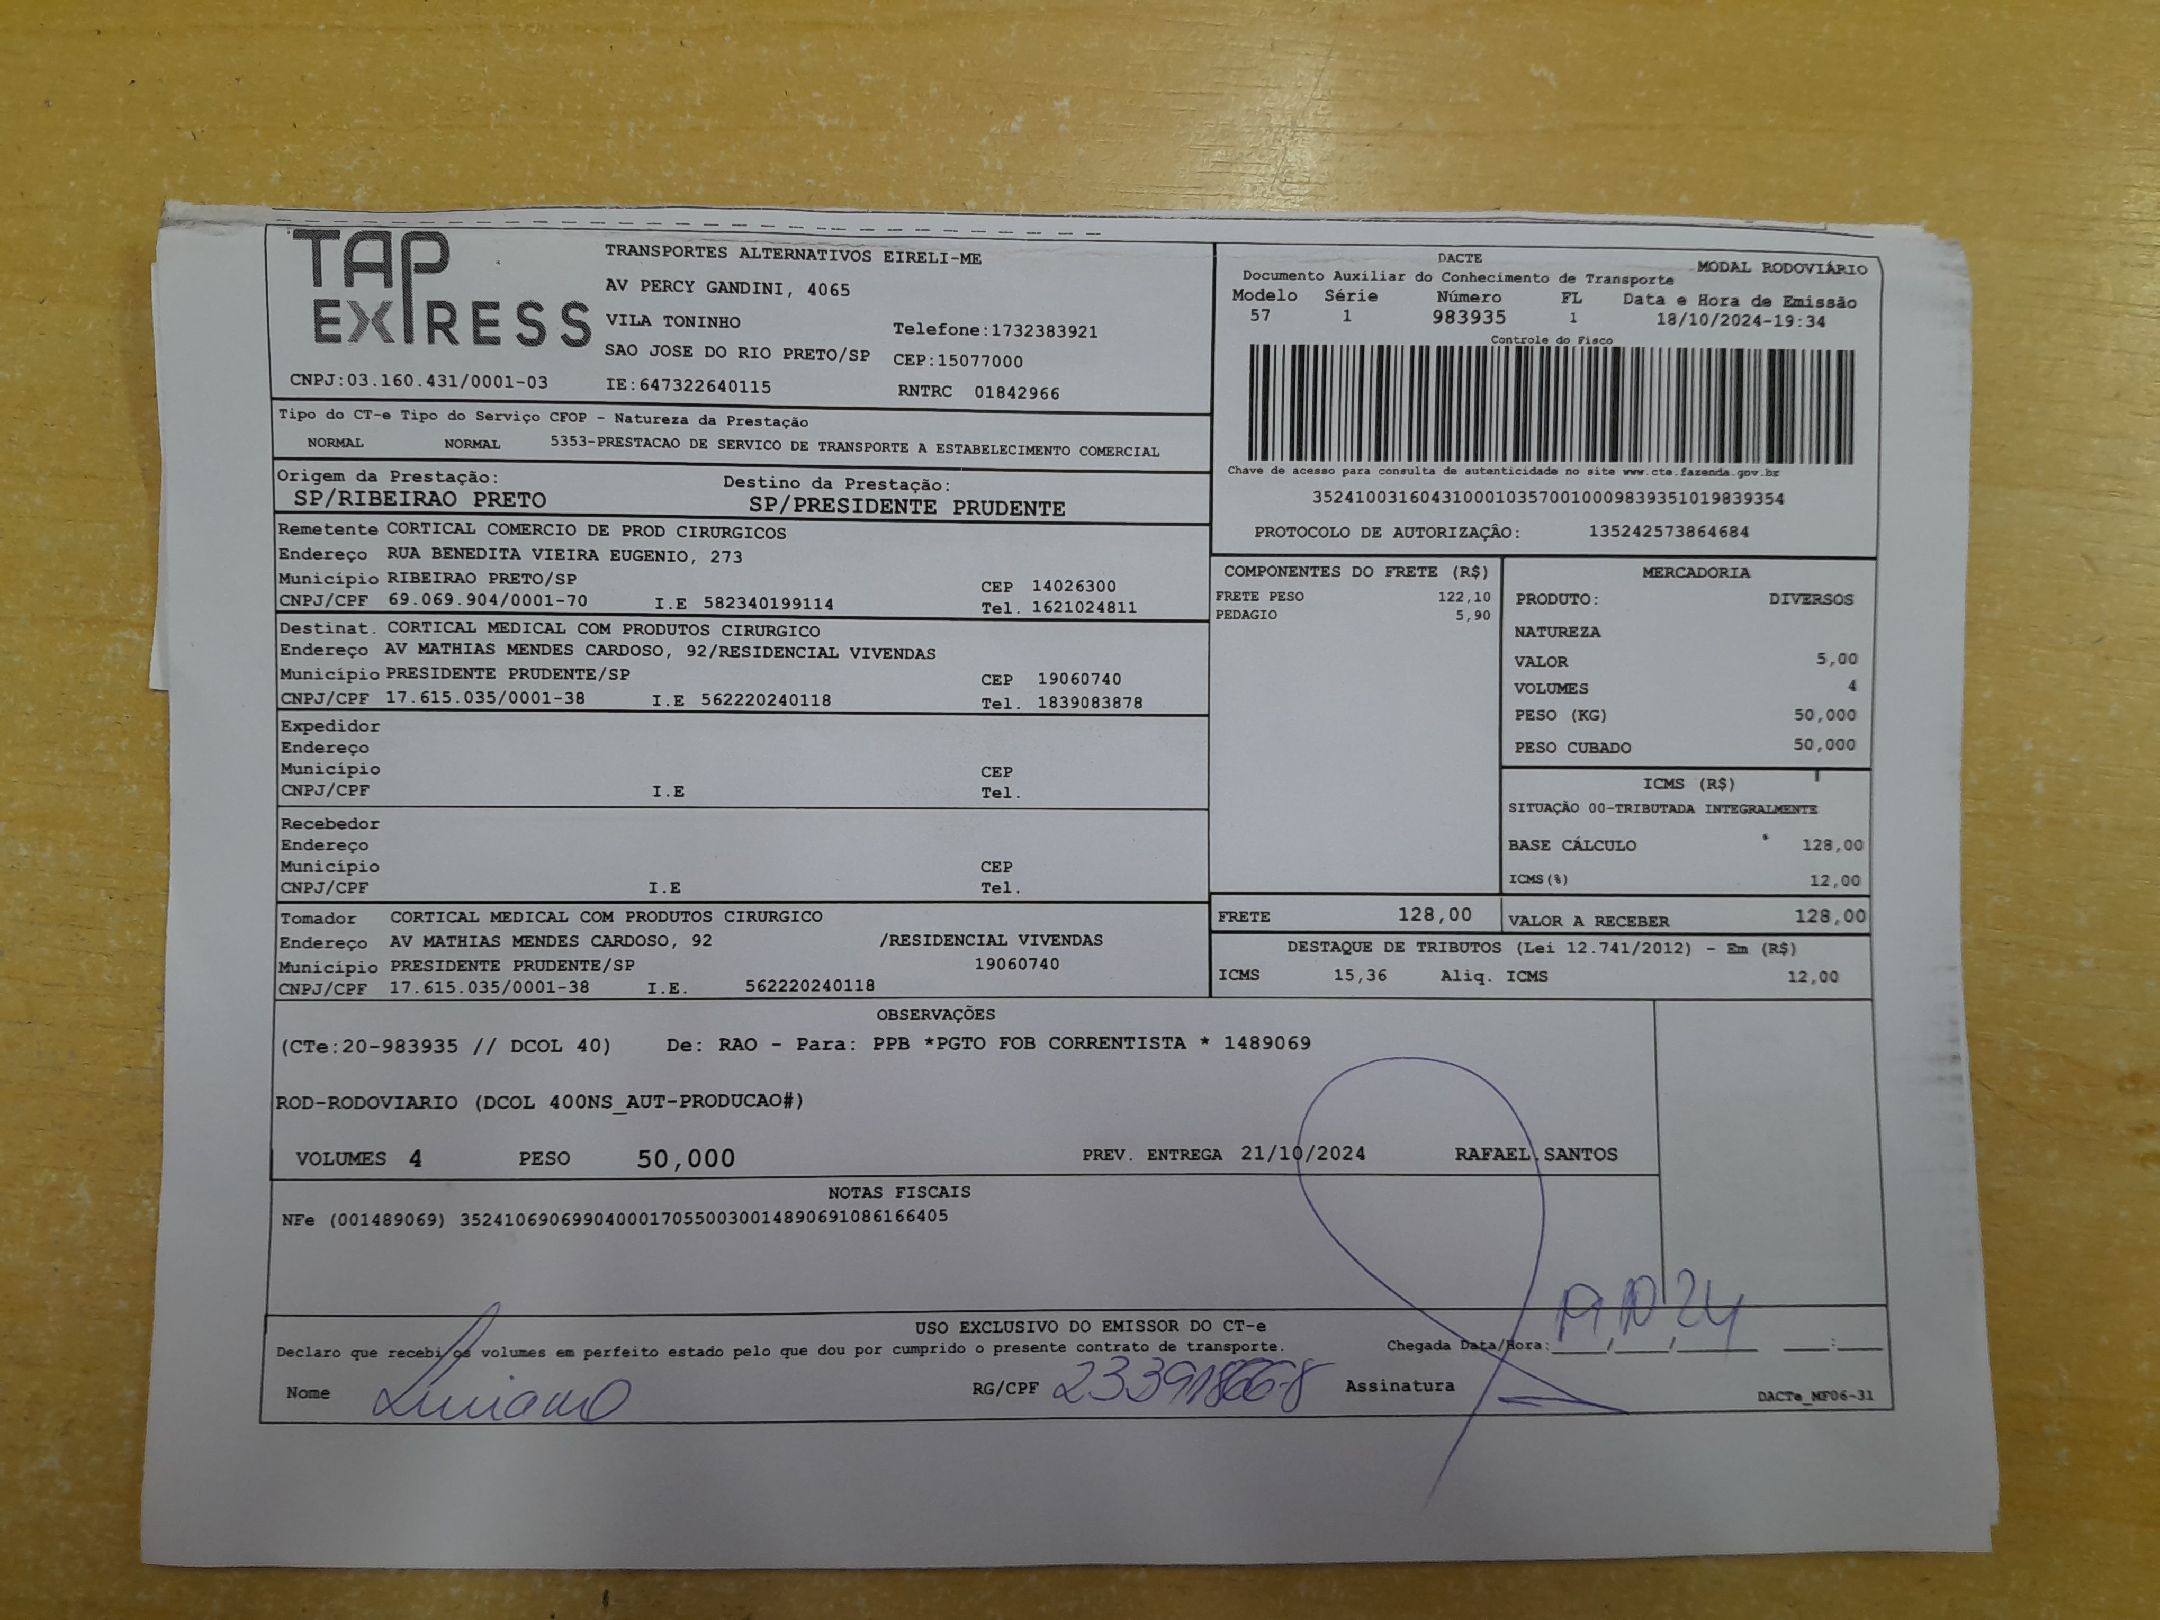 TAP
EXPRESS
TRANSPORTES ALTERNATIVOS EIRELI-ME
AV PERCY GANDINI, 4065
VILA TONINHO Telefone:1732383921
SAO JOSE DO RIO PRETO/SP CEP:15077000
CNPJ:03.160.431/0001-03 IE:647322640115 RNTRC 01842966
DACTE MODAL RODOVIÁRIO
Documento Auxiliar do Conhecimento de Transporte
Modelo Série Número FL Data e Hora de Emissão
57 1 983935 1 18/10/2024-19:34
Controle do Fisco
Chave de acesso para consulta de autenticidade no site www.cte.fazenda.gov.br
35241003160431000103570010009839351019839354
PROTOCOLO DE AUTORIZAÇÂO: 135242573864684
Tipo do CT-e Tipo do Serviço CFOP - Natureza da Prestação
NORMAL NORMAL 5353-PRESTACAO DE SERVICO DE TRANSPORTE A ESTABELECIMENTO COMERCIAL
Origem da Prestação: Destino da Prestação:
SP/RIBEIRAO PRETO SP/PRESIDENTE PRUDENTE
Remetente CORTICAL COMERCIO DE PROD CIRURGICOS
Endereço RUA BENEDITA VIEIRA EUGENIO, 273
Município RIBEIRAO PRETO/SP CEP 14026300
CNPJ/CPF 69.069.904/0001-70 I.E 582340199114 Tel. 1621024811
Destinat. CORTICAL MEDICAL COM PRODUTOS CIRURGICO
Endereço AV MATHIAS MENDES CARDOSO, 92/RESIDENCIAL VIVENDAS
Município PRESIDENTE PRUDENTE/SP CEP 19060740
CNPJ/CPF 17.615.035/0001-38 I.E 562220240118 Tel. 1839083878
Expedidor
Endereço
Município CEP
CNPJ/CPF I.E Tel.
Recebedor
Endereço
Município CEP
CNPJ/CPF I.E Tel.
Tomador CORTICAL MEDICAL COM PRODUTOS CIRURGICO
Endereço AV MATHIAS MENDES CARDOSO, 92 /RESIDENCIAL VIVENDAS
Município PRESIDENTE PRUDENTE/SP 19060740
CNPJ/CPF 17.615.035/0001-38 I.E. 562220240118
COMPONENTES DO FRETE (R$)
FRETE PESO 122,10
PEDAGIO 5,90
MERCADORIA
PRODUTO: DIVERSOS
NATUREZA
VALOR 5,00
VOLUMES 4
PESO (KG) 50,000
PESO CUBADO 50,000
ICMS (R$)
SITUAÇÃO 00-TRIBUTADA INTEGRALMENTE
BASE CÁLCULO 128,00
ICMS(%) 12,00
FRETE 128,00 VALOR A RECEBER 128,00
DESTAQUE DE TRIBUTOS (Lei 12.741/2012) - Em (R$)
ICMS 15,36 Aliq. ICMS 12,00
OBSERVAÇÕES
(CTe:20-983935 // DCOL 40) De: RAO - Para: PPB *PGTO FOB CORRENTISTA * 1489069
ROD-RODOVIARIO (DCOL 400NS_AUT-PRODUCAO#)
VOLUMES 4 PESO 50,000 PREV. ENTREGA 21/10/2024 RAFAEL SANTOS
NOTAS FISCAIS
NFe (001489069) 35241069069904000170550030014890691086166405
USO EXCLUSIVO DO EMISSOR DO CT-e
Declaro que recebi os volumes em perfeito estado pelo que dou por cumprido o presente contrato de transporte. Chegada Data/Hora: 19/10/24 :
Nome Luciano RG/CPF Assinatura DACTe_MF06-31